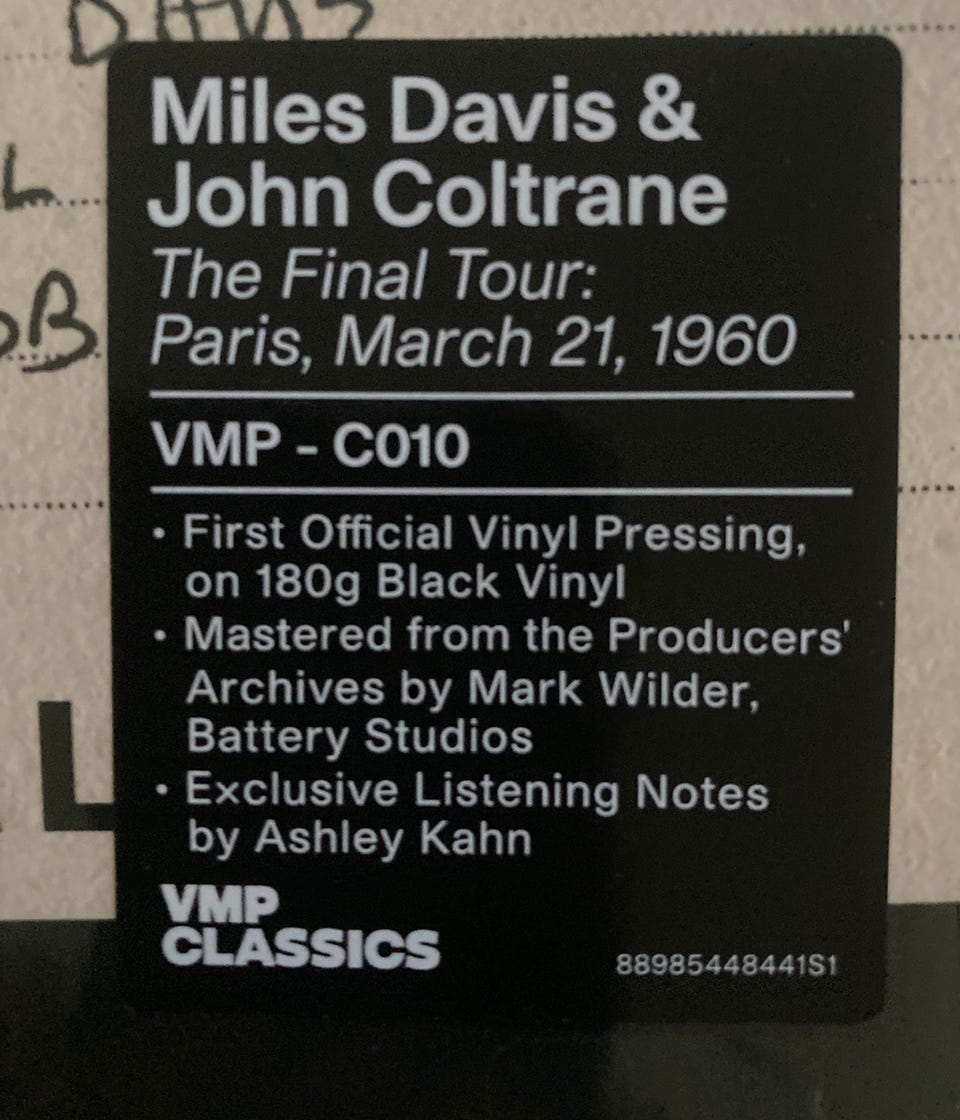 DAVIS
Miles Davis &
John Coltrane
The Final Tour:
Paris, March 21, 1960
VMP - C010
• First Official Vinyl Pressing,
on 180g Black Vinyl
• Mastered from the Producers'
Archives by Mark Wilder,
Battery Studios
• Exclusive Listening Notes
by Ashley Kahn
VMP
CLASSICS
88985448441S1
L
OB
L